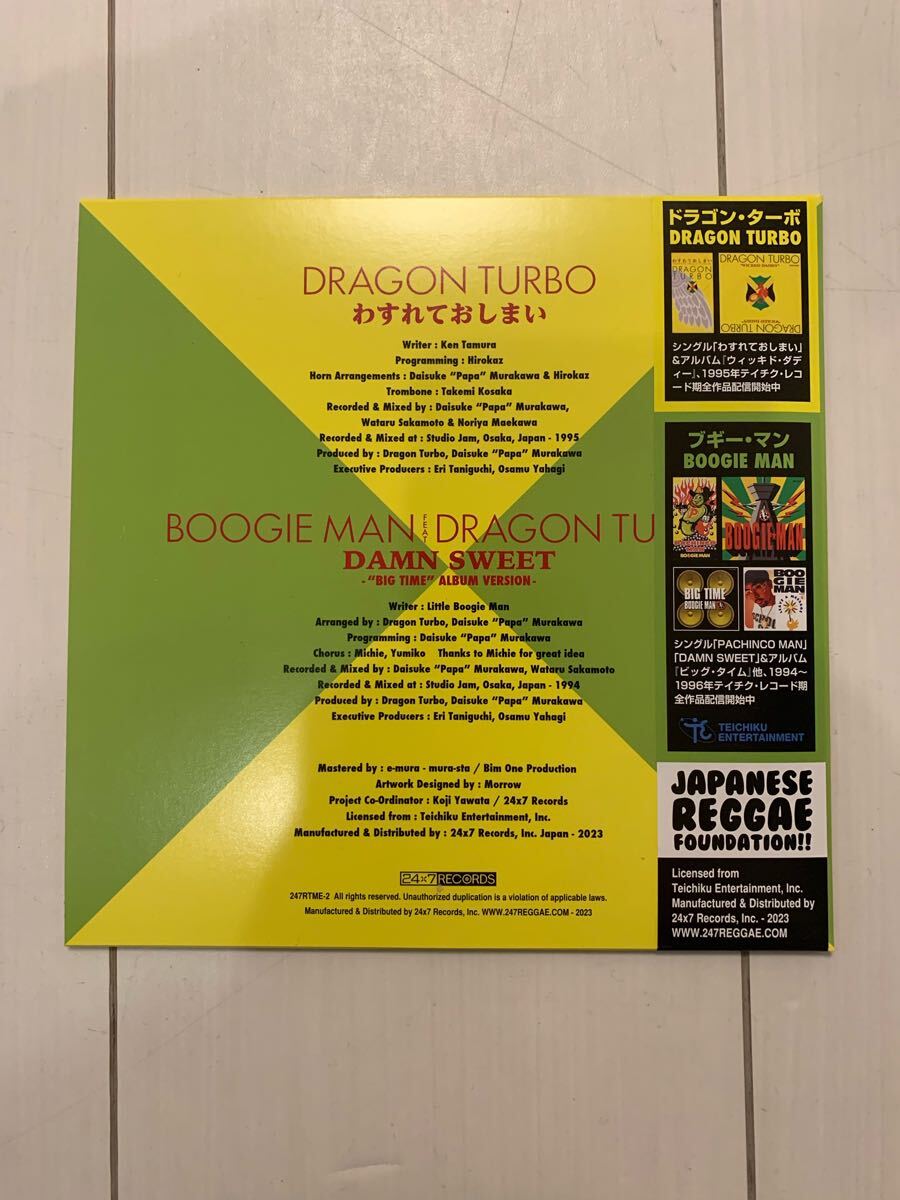 DRAGON TURBO
わすれておしまい
Writer : Ken Tamura
Programming : Hirokaz
Horn Arrangements : Daisuke “Papa” Murakawa & Hirokaz
Trombone : Takemi Kosaka
Recorded & Mixed by : Daisuke “Papa” Murakawa,
Wataru Sakamoto & Noriya Maekawa
Recorded & Mixed at : Studio Jam, Osaka, Japan - 1995
Produced by : Dragon Turbo, Daisuke “Papa” Murakawa
Executive Producers : Eri Taniguchi, Osamu Yahagi
BOOGIE MAN FEAT DRAGON TU
DAMN SWEET
- “BIG TIME” ALBUM VERSION -
Writer : Little Boogie Man
Arranged by : Dragon Turbo, Daisuke “Papa” Murakawa
Programming : Daisuke “Papa” Murakawa
Chorus : Michie, Yumiko Thanks to Michie for great idea
Recorded & Mixed by : Daisuke “Papa” Murakawa, Wataru Sakamoto
Recorded & Mixed at : Studio Jam, Osaka, Japan - 1994
Produced by : Dragon Turbo, Daisuke “Papa” Murakawa
Executive Producers : Eri Taniguchi, Osamu Yahagi
Mastered by : e-mura - mura-sta / Bim One Production
Artwork Designed by : Morrow
Project Co-Ordinator : Koji Yawata / 24x7 Records
Licensed from : Teichiku Entertainment, Inc.
Manufactured & Distributed by : 24x7 Records, Inc. Japan - 2023
24x7 RECORDS
247RTME-2 All rights reserved. Unauthorized duplication is a violation of applicable laws.
Manufactured & Distributed by 24x7 Records, Inc. WWW.247REGGAE.COM - 2023
ドラゴン・ターボ
DRAGON TURBO
わすれておしまい
DRAGON
TURBO
DRAGON TURBO
"WICKED DADDY"
"WICKED DADDY"
DRAGON TURBO
シングル「わすれておしまい」
&アルバム『ウィッキド・ダデ
ィー』、1995年テイチク・レコ
ード期全作品配信開始中
ブギー・マン
BOOGIE MAN
BOOGIE MAN
BOOGIE MAN
BIG TIME
BOOGIE MAN
BOO
GIE
MAN
シングル「PACHINCO MAN」
「DAMN SWEET」&アルバム
『ビッグ・タイム』他、1994〜
1996年テイチク・レコード期
全作品配信開始中
TEICHIKU
ENTERTAINMENT
JAPANESE
REGGAE
FOUNDATION!!
Licensed from
Teichiku Entertainment, Inc.
Manufactured & Distributed by
24x7 Records, Inc. - 2023
WWW.247REGGAE.COM